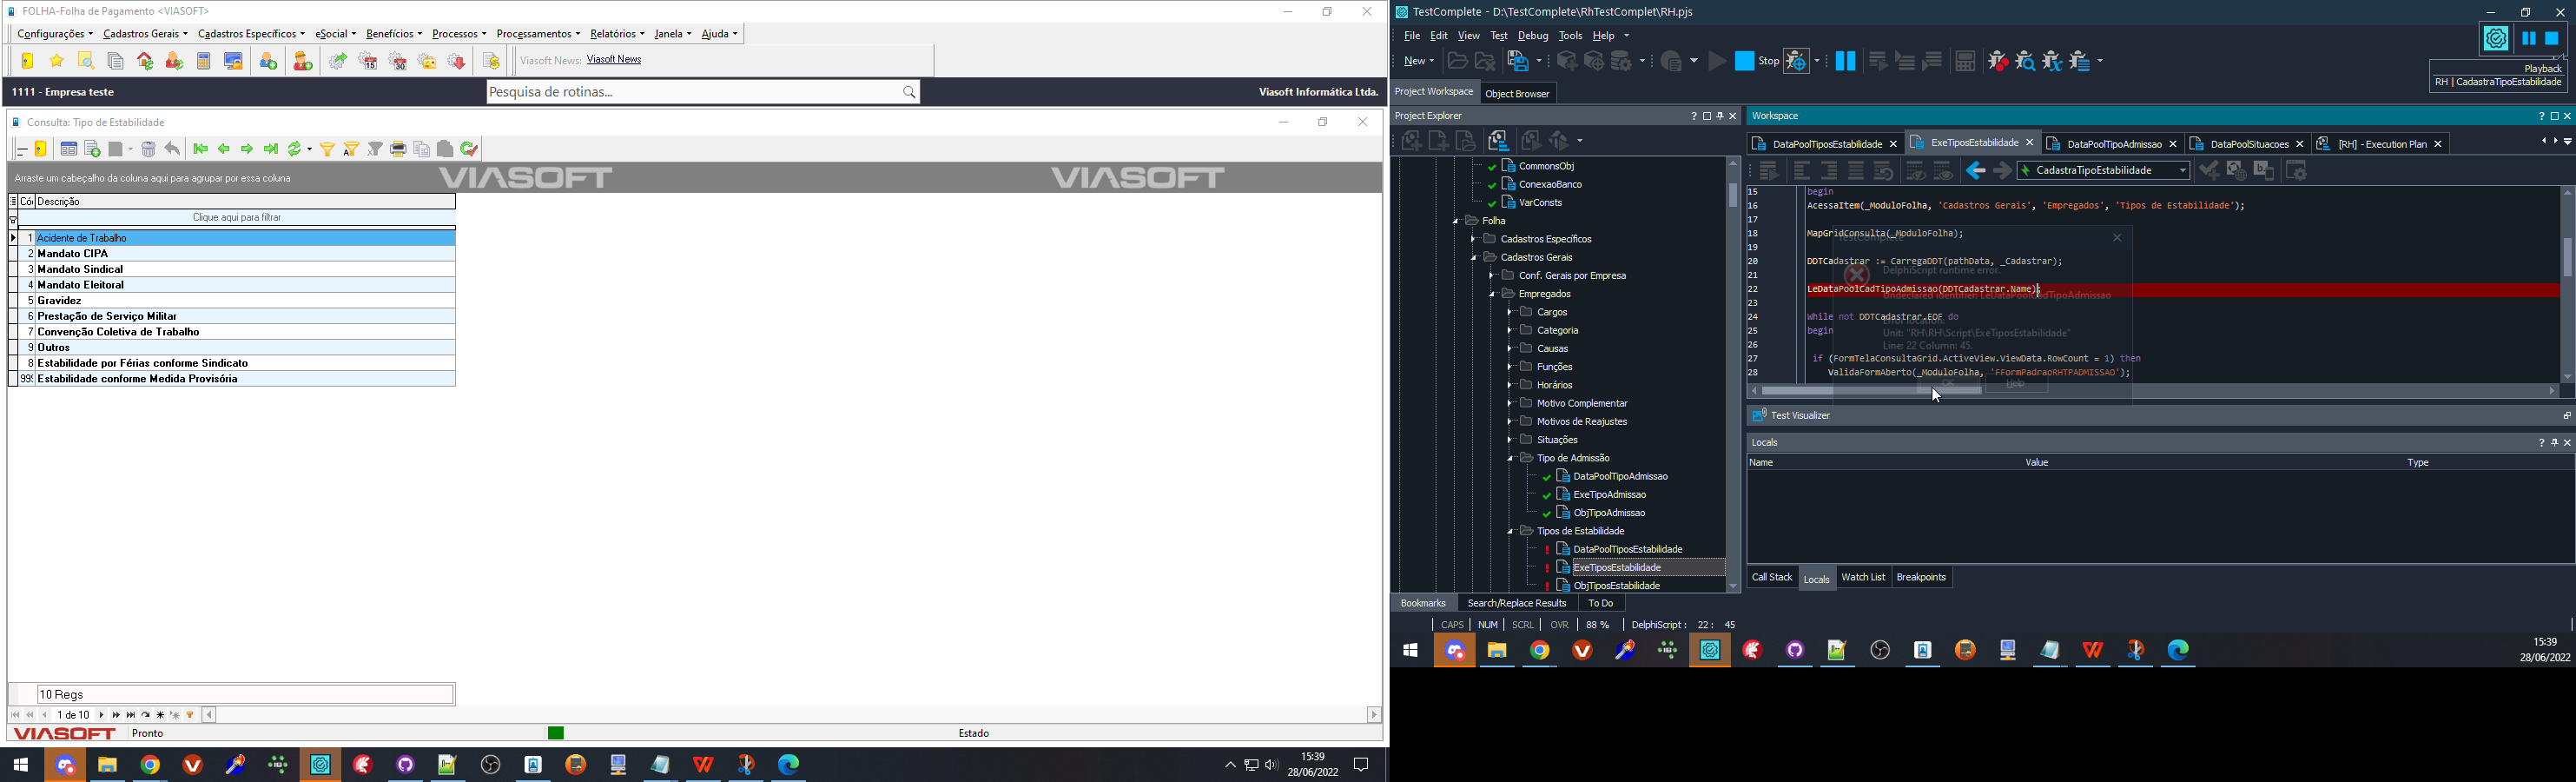 FOLHA-Folha de Pagamento <VIASOFT>
Configurações Cadastros Gerais Cadastros Específicos eSocial Benefícios Processos Processamentos Relatórios Janela Ajuda
Viasoft News: Viasoft News
1111 - Empresa teste
Pesquisa de rotinas...
Viasoft Informática Ltda.
Consulta: Tipo de Estabilidade
Arraste um cabeçalho da coluna aqui para agrupar por essa coluna
VIASOFT VIASOFT
Có Descrição
Clique aqui para filtrar
1 Acidente de Trabalho
2 Mandato CIPA
3 Mandato Sindical
4 Mandato Eleitoral
5 Gravidez
6 Prestação de Serviço Militar
7 Convenção Coletiva de Trabalho
9 Outros
8 Estabilidade por Férias conforme Sindicato
999 Estabilidade conforme Medida Provisória
10 Regs
1 de 10
VIASOFT Pronto Estado
15:39
28/06/2022
TestComplete - D:\TestComplete\RhTestComplet\RH.pjs
File Edit View Test Debug Tools Help
New Stop
Playback
RH | CadastraTipoEstabilidade
Project Workspace Object Browser
Project Explorer
CommonsObj
ConexaoBanco
VarConsts
Folha
Cadastros Específicos
Cadastros Gerais
Conf. Gerais por Empresa
Empregados
Cargos
Categoria
Causas
Funções
Horários
Motivo Complementar
Motivos de Reajustes
Situações
Tipo de Admissão
DataPoolTipoAdmissao
ExeTipoAdmissao
ObjTipoAdmissao
Tipos de Estabilidade
DataPoolTiposEstabilidade
ExeTiposEstabilidade
ObjTiposEstabilidade
Workspace
DataPoolTiposEstabilidade ExeTiposEstabilidade DataPoolTipoAdmissao DataPoolSituacoes [RH] - Execution Plan
CadastraTipoEstabilidade
15 begin
16 AcessaItem(_ModuloFolha, 'Cadastros Gerais', 'Empregados', 'Tipos de Estabilidade');
17
18 MapGridConsulta(_ModuloFolha);
19
20 DDTCadastrar := CarregaDDT(pathData, _Cadastrar);
21
22 LeDataPoolCadTipoAdmissao(DDTCadastrar.Name);
23
24 While not DDTCadastrar.EOF do
25 begin
26
27 if (FormTelaConsultaGrid.ActiveView.ViewData.RowCount = 1) then
28 ValidaFormAberto(_ModuloFolha, 'FFormPadraoRHTPADMISSAO');
TestComplete
DelphiScript runtime error.
Undeclared identifier: LeDataPoolCadTipoAdmissao
Error location:
Unit: "RH\RH\Script\ExeTiposEstabilidade"
Line: 22 Column: 45.
OK Help
Test Visualizer
Locals
Name Value Type
Call Stack Locals Watch List Breakpoints
Bookmarks Search/Replace Results To Do
CAPS NUM SCRL OVR 88 % DelphiScript: 22: 45
15:39
28/06/2022